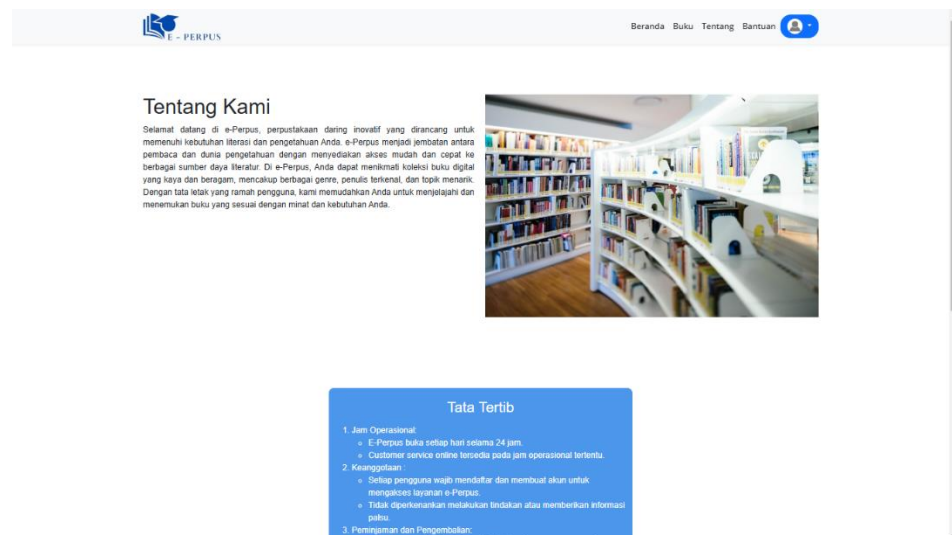 E - PERPUS
Beranda Buku Tentang Bantuan
Tentang Kami
Selamat datang di e-Perpus, perpustakaan daring inovatif yang dirancang untuk
memenuhi kebutuhan literasi dan pengetahuan Anda. e-Perpus menjadi jembatan antara
pembaca dan dunia pengetahuan dengan menyediakan akses mudah dan cepat ke
berbagai sumber daya literatur. Di e-Perpus, Anda dapat menikmati koleksi buku digital
yang kaya dan beragam, mencakup berbagai genre, penulis terkenal, dan topik menarik.
Dengan tata letak yang ramah pengguna, kami memudahkan Anda untuk menjelajahi dan
menemukan buku yang sesuai dengan minat dan kebutuhan Anda.
Tata Tertib
1. Jam Operasional:
E-Perpus buka setiap hari selama 24 jam.
Customer service online tersedia pada jam operasional tertentu.
2. Keanggotaan :
Setiap pengguna wajib mendaftar dan membuat akun untuk
mengakses layanan e-Perpus.
Tidak diperkenankan melakukan tindakan atau memberikan informasi
palsu.
3. Peminjaman dan Pengembalian: